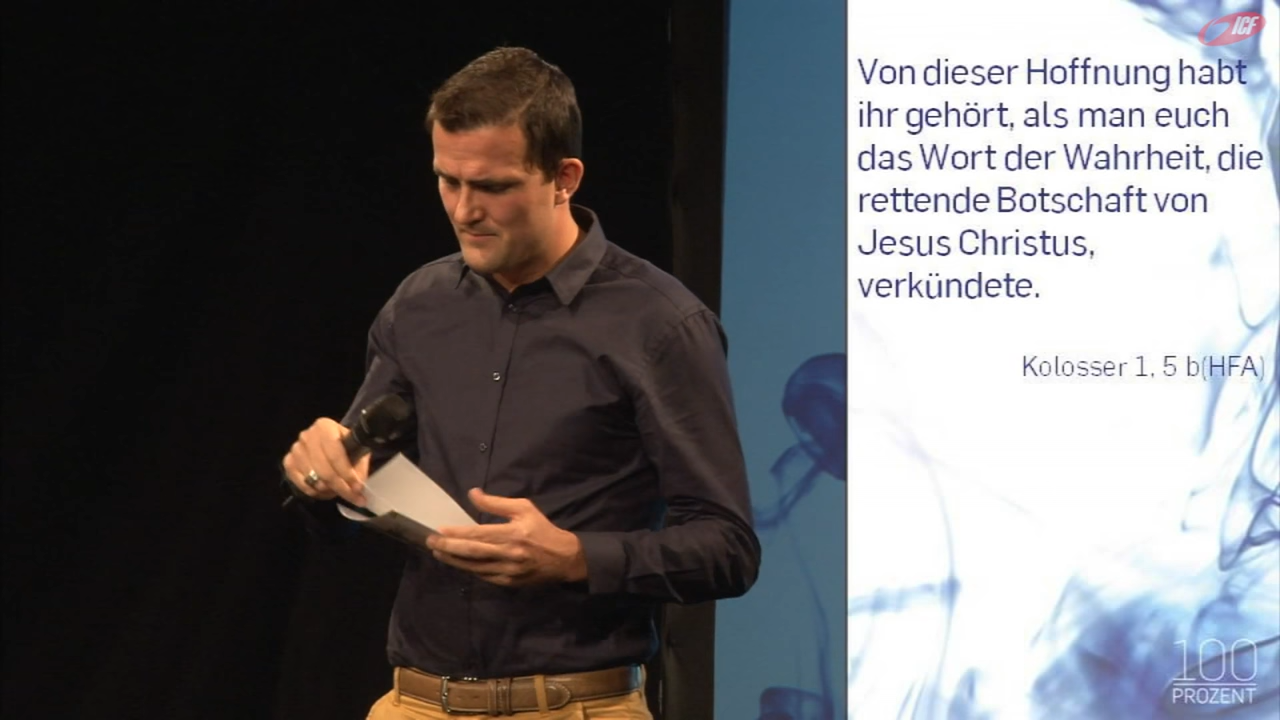 ICF
Von dieser Hoffnung habt
ihr gehört, als man euch
das Wort der Wahrheit, die
rettende Botschaft von
Jesus Christus,
verkündete.
Kolosser 1, 5 b(HFA)
100
PROZENT